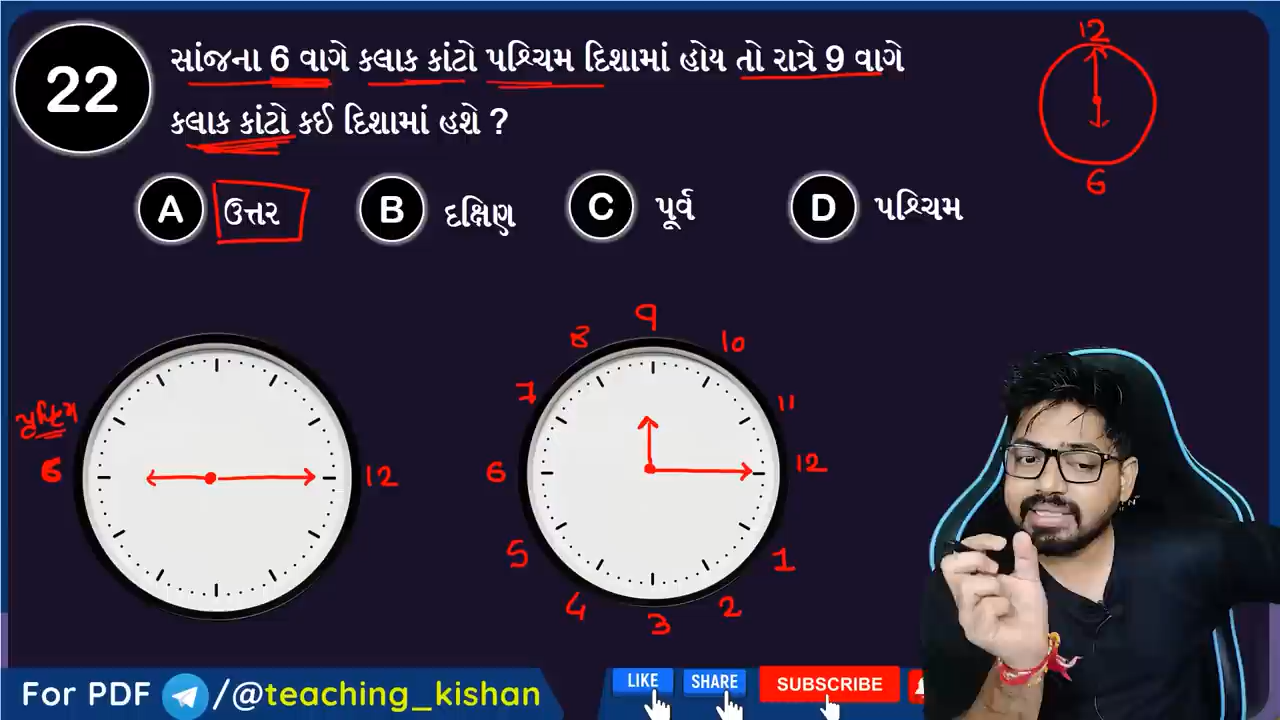 22
સાંજના 6 વાગે કલાક કાંટો પશ્ચિમ દિશામાં હોય તો રાત્રે 9 વાગે
કલાક કાંટો કઈ દિશામાં હશે ?
12
6
A ઉત્તર B દક્ષિણ C પૂર્વ D પશ્ચિમ
6 12
9
8 10
7 11
6 12
5 1
4 2
3
For PDF /@teaching_kishan
LIKE SHARE SUBSCRIBE